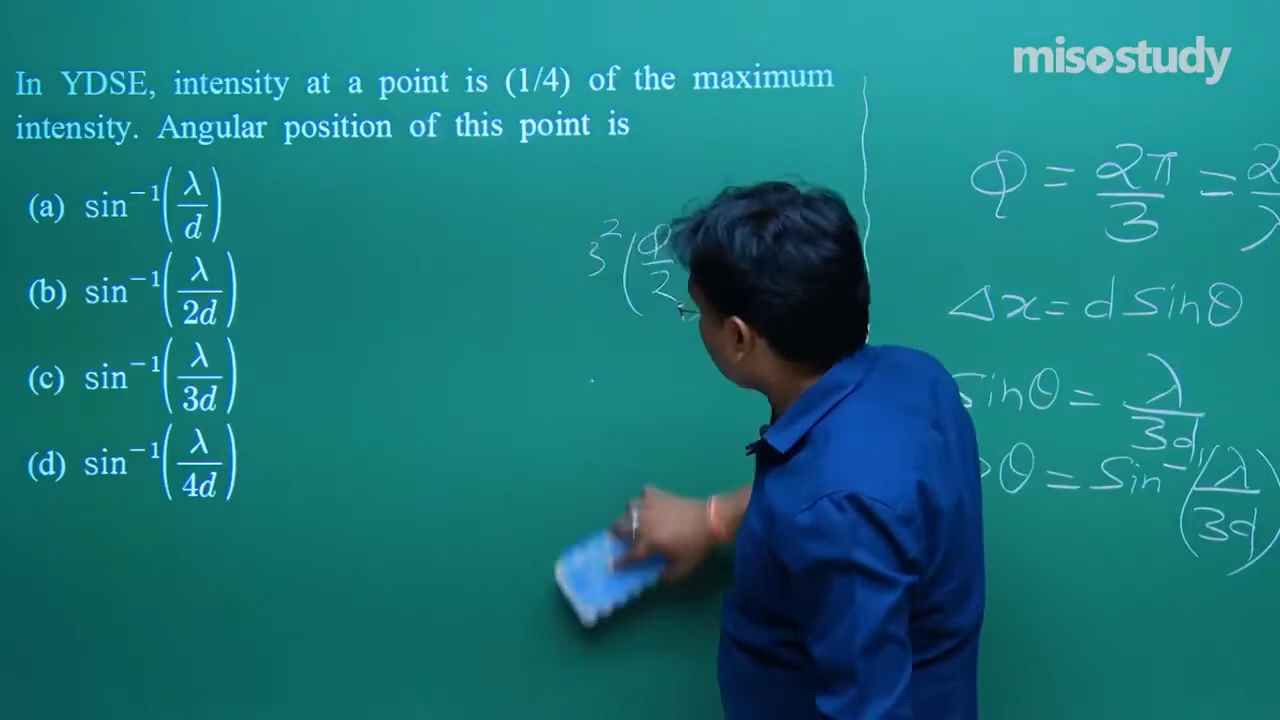 misostudy
In YDSE, intensity at a point is (1/4) of the maximum
intensity. Angular position of this point is
(a) sin⁻¹(λ/d)
(b) sin⁻¹(λ/2d)
(c) sin⁻¹(λ/3d)
(d) sin⁻¹(λ/4d)
(φ/2
φ = 2π/3 = 2/λ
Δx = d sinθ
sinθ = λ/3d
θ = sin⁻¹(λ/3d)